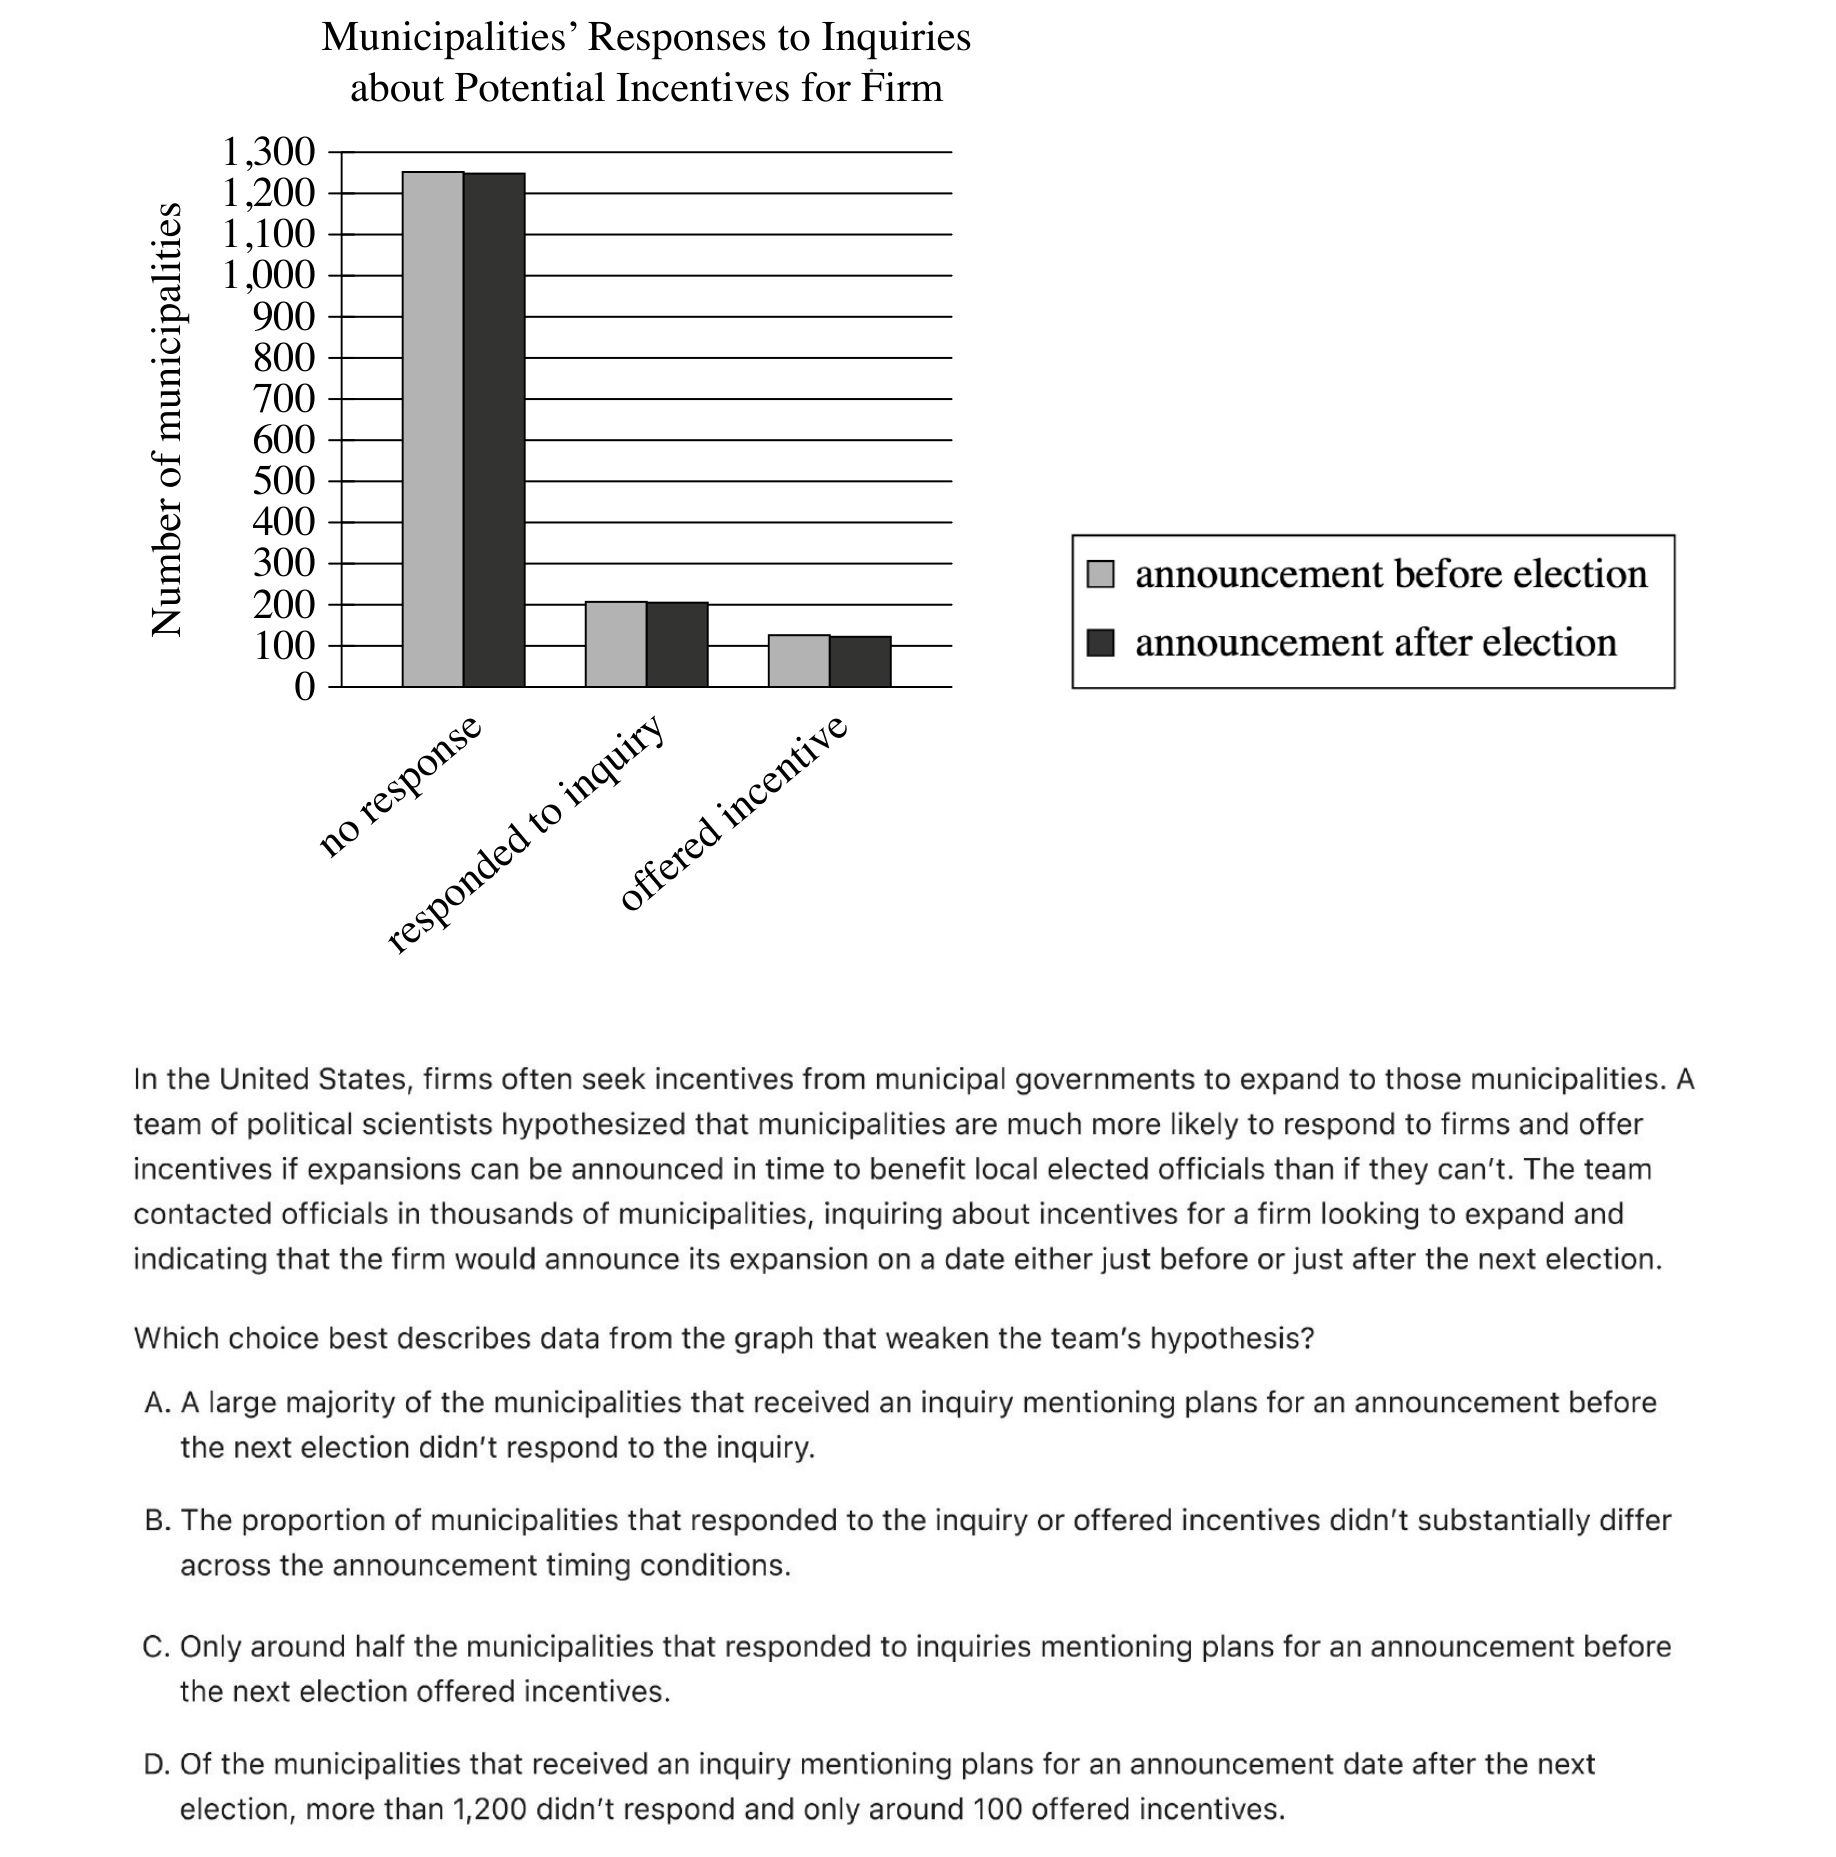 Municipalities’ Responses to Inquiries
about Potential Incentives for Firm
Number of municipalities
1,300
1,200
1,100
1,000
900
800
700
600
500
400
300
200
100
0
no response
responded to inquiry
offered incentive
announcement before election
announcement after election
In the United States, firms often seek incentives from municipal governments to expand to those municipalities. A
team of political scientists hypothesized that municipalities are much more likely to respond to firms and offer
incentives if expansions can be announced in time to benefit local elected officials than if they can’t. The team
contacted officials in thousands of municipalities, inquiring about incentives for a firm looking to expand and
indicating that the firm would announce its expansion on a date either just before or just after the next election.
Which choice best describes data from the graph that weaken the team’s hypothesis?
A. A large majority of the municipalities that received an inquiry mentioning plans for an announcement before
the next election didn’t respond to the inquiry.
B. The proportion of municipalities that responded to the inquiry or offered incentives didn’t substantially differ
across the announcement timing conditions.
C. Only around half the municipalities that responded to inquiries mentioning plans for an announcement before
the next election offered incentives.
D. Of the municipalities that received an inquiry mentioning plans for an announcement date after the next
election, more than 1,200 didn’t respond and only around 100 offered incentives.